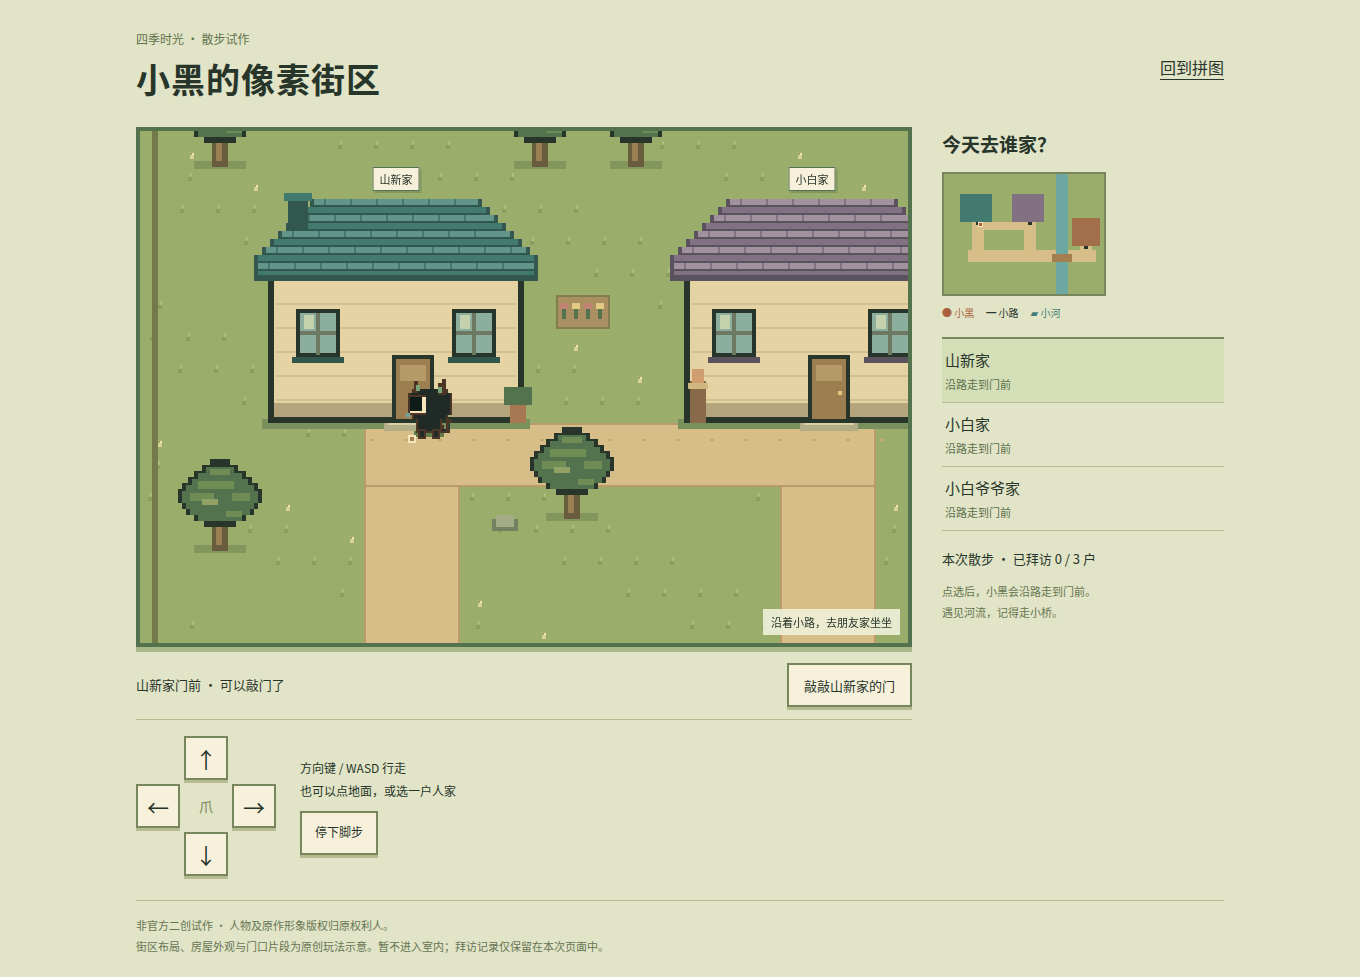 四季时光 · 散步试作
小黑的像素街区
回到拼图
山新家
小白家
沿着小路，去朋友家坐坐
今天去谁家？
小黑 小路 小河
山新家
沿路走到门前
小白家
沿路走到门前
小白爷爷家
沿路走到门前
本次散步 · 已拜访 0 / 3 户
点选后，小黑会沿路走到门前。
遇见河流，记得走小桥。
山新家门前 · 可以敲门了
敲敲山新家的门
↑
← 爪 →
↓
方向键 / WASD 行走
也可以点地面，或选一户人家
停下脚步
非官方二创试作 · 人物及原作形象版权归原权利人。
街区布局、房屋外观与门口片段为原创玩法示意。暂不进入室内；拜访记录仅保留在本次页面中。